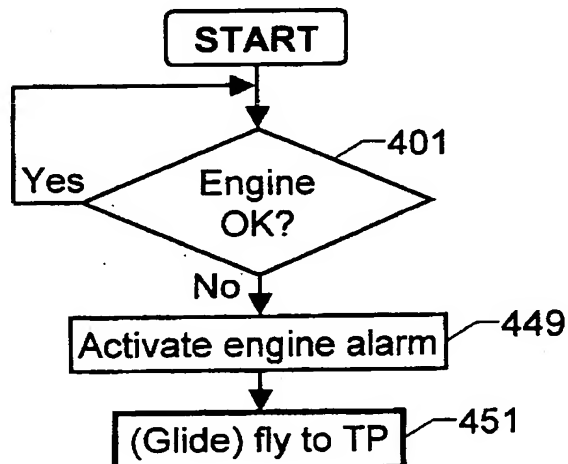 START
401
Yes
Engine
OK?
No
449
Activate engine alarm
451
(Glide) fly to TP